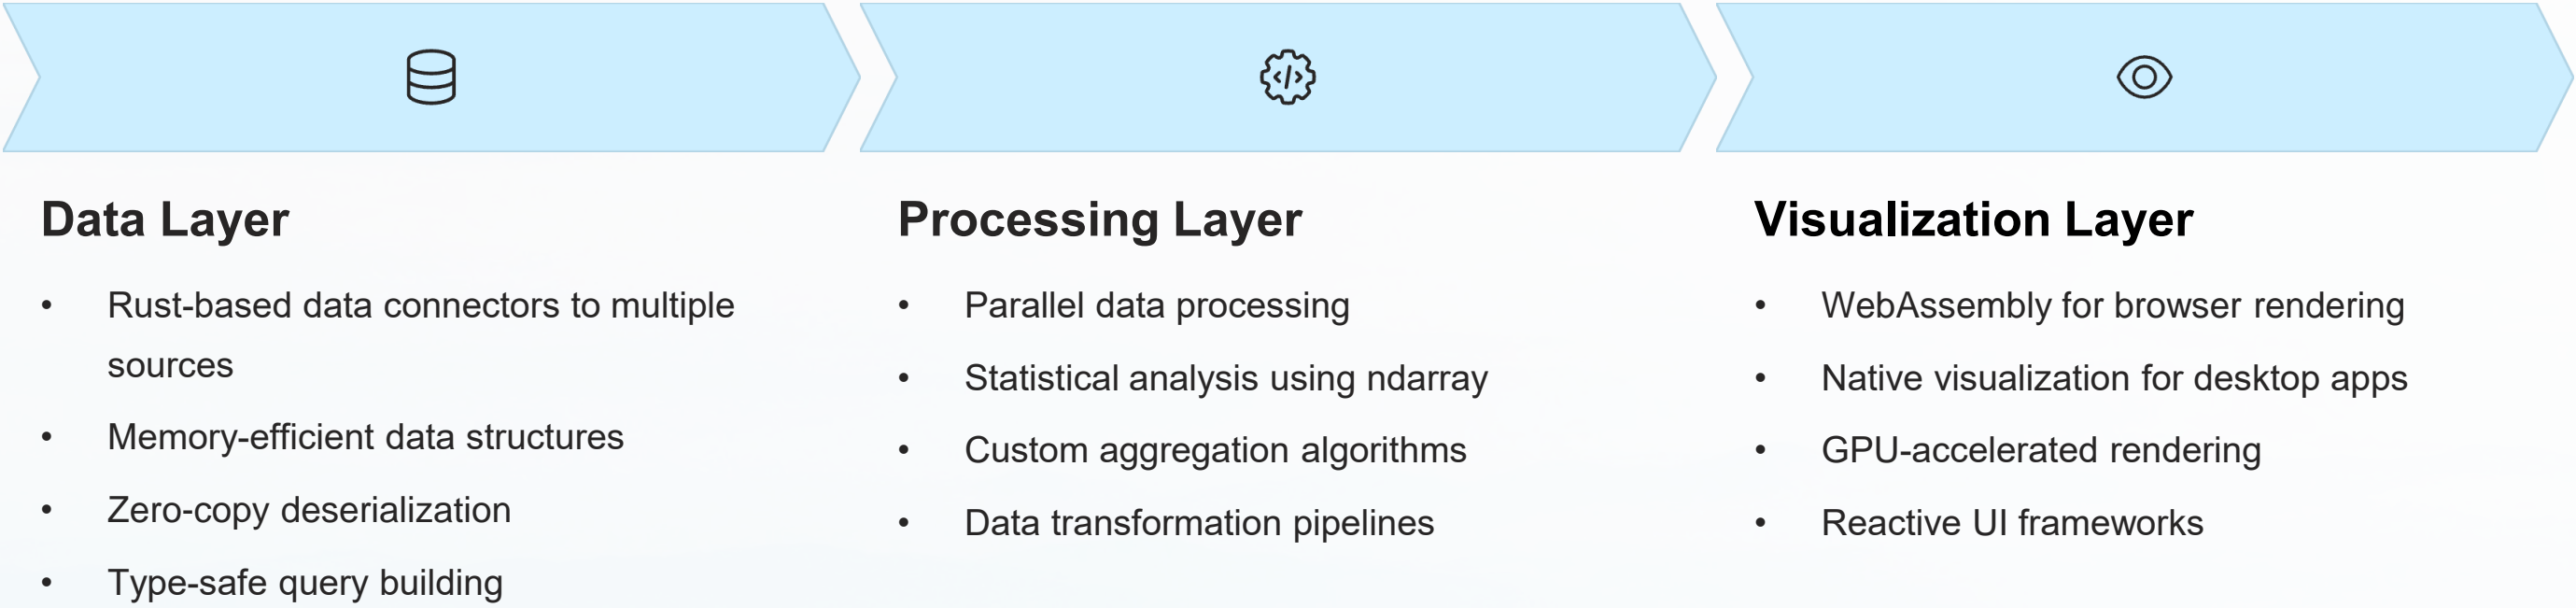 Data Layer
• Rust-based data connectors to multiple
sources
• Memory-efficient data structures
• Zero-copy deserialization
• Type-safe query building
Processing Layer
• Parallel data processing
• Statistical analysis using ndarray
• Custom aggregation algorithms
• Data transformation pipelines
Visualization Layer
• WebAssembly for browser rendering
• Native visualization for desktop apps
• GPU-accelerated rendering
• Reactive UI frameworks